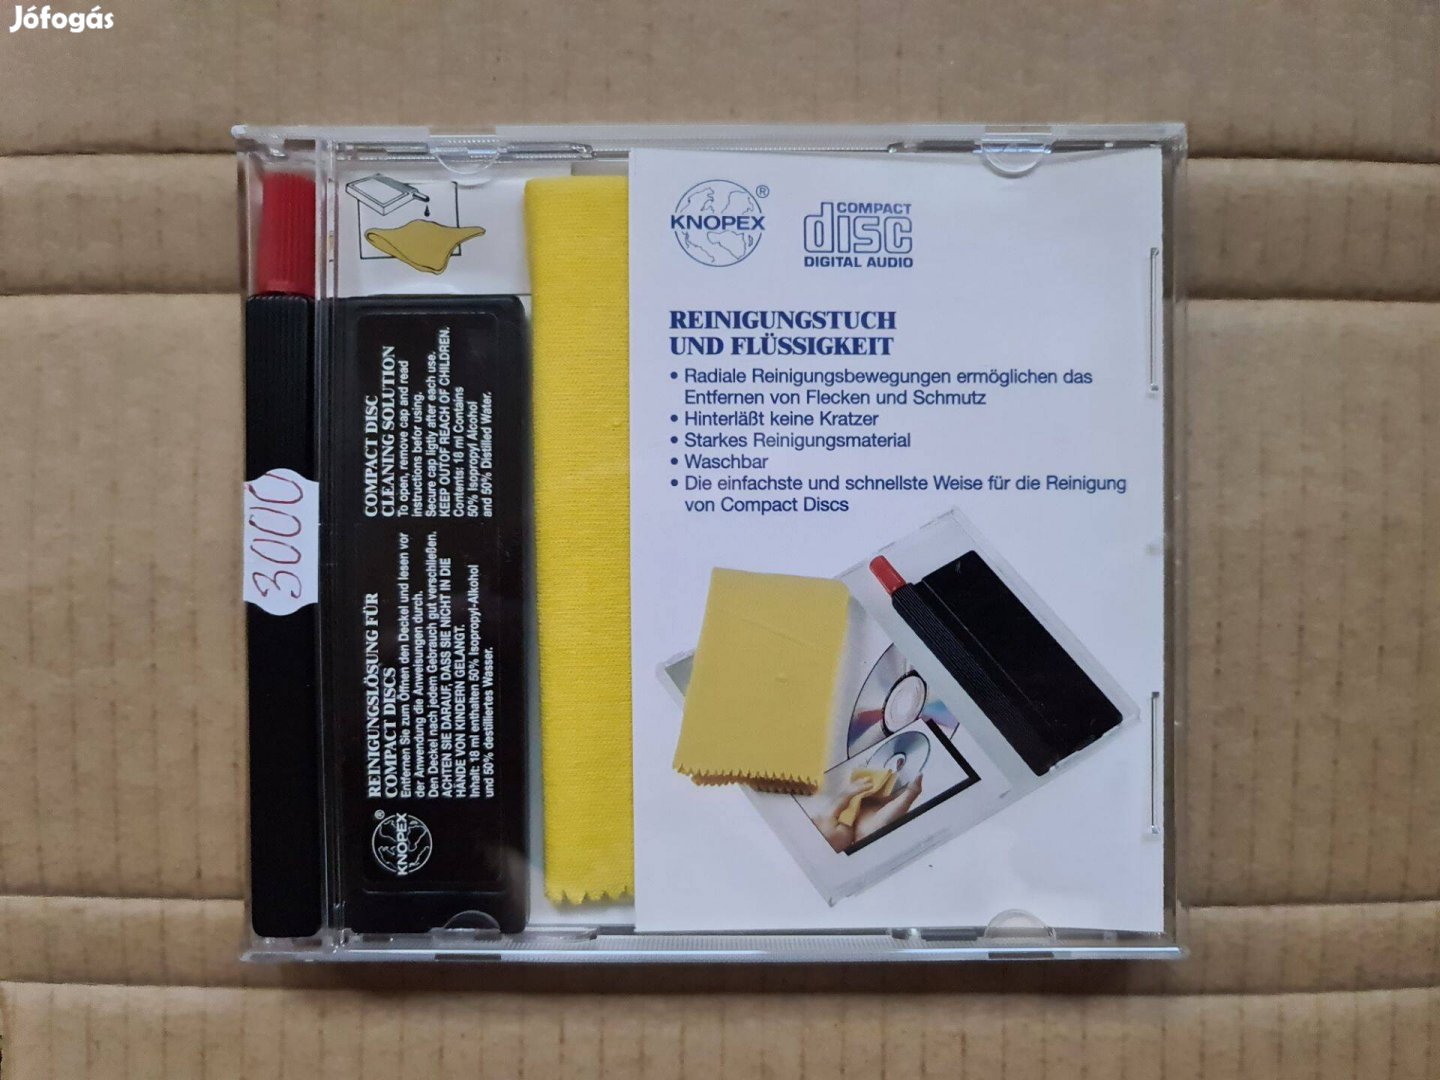 Jófogás
KNOPEX
®
COMPACT
disc
DIGITAL AUDIO
REINIGUNGSTUCH
UND FLÜSSIGKEIT
• Radiale Reinigungsbewegungen ermöglichen das
Entfernen von Flecken und Schmutz
• Hinterläßt keine Kratzer
• Starkes Reinigungsmaterial
• Waschbar
• Die einfachste und schnellste Weise für die Reinigung
von Compact Discs
3000
COMPACT DISC
CLEANING SOLUTION
To open, remove cap and read
instructions befor using.
Secure cap ligtly after each use.
KEEP OUTOF REACH OF CHILDREN.
Contents: 18 ml Contains
50% Isopropyl Alcohol
and 50% Distilled Water.
REINIGUNGSLÖSUNG FÜR
COMPACT DISCS
Entfernen Sie zum Öffnen den Deckel und lesen vor
der Anwendung die Anweisungen durch.
Den Deckel nach jedem Gebrauch gut verschließen.
ACHTEN SIE DARAUF, DASS SIE NICHT IN DIE
HÄNDE VON KINDERN GELANGT.
Inhalt: 18 ml enthalten 50% Isopropyl-Alkohol
und 50% destilliertes Wasser.
KNOPEX
®